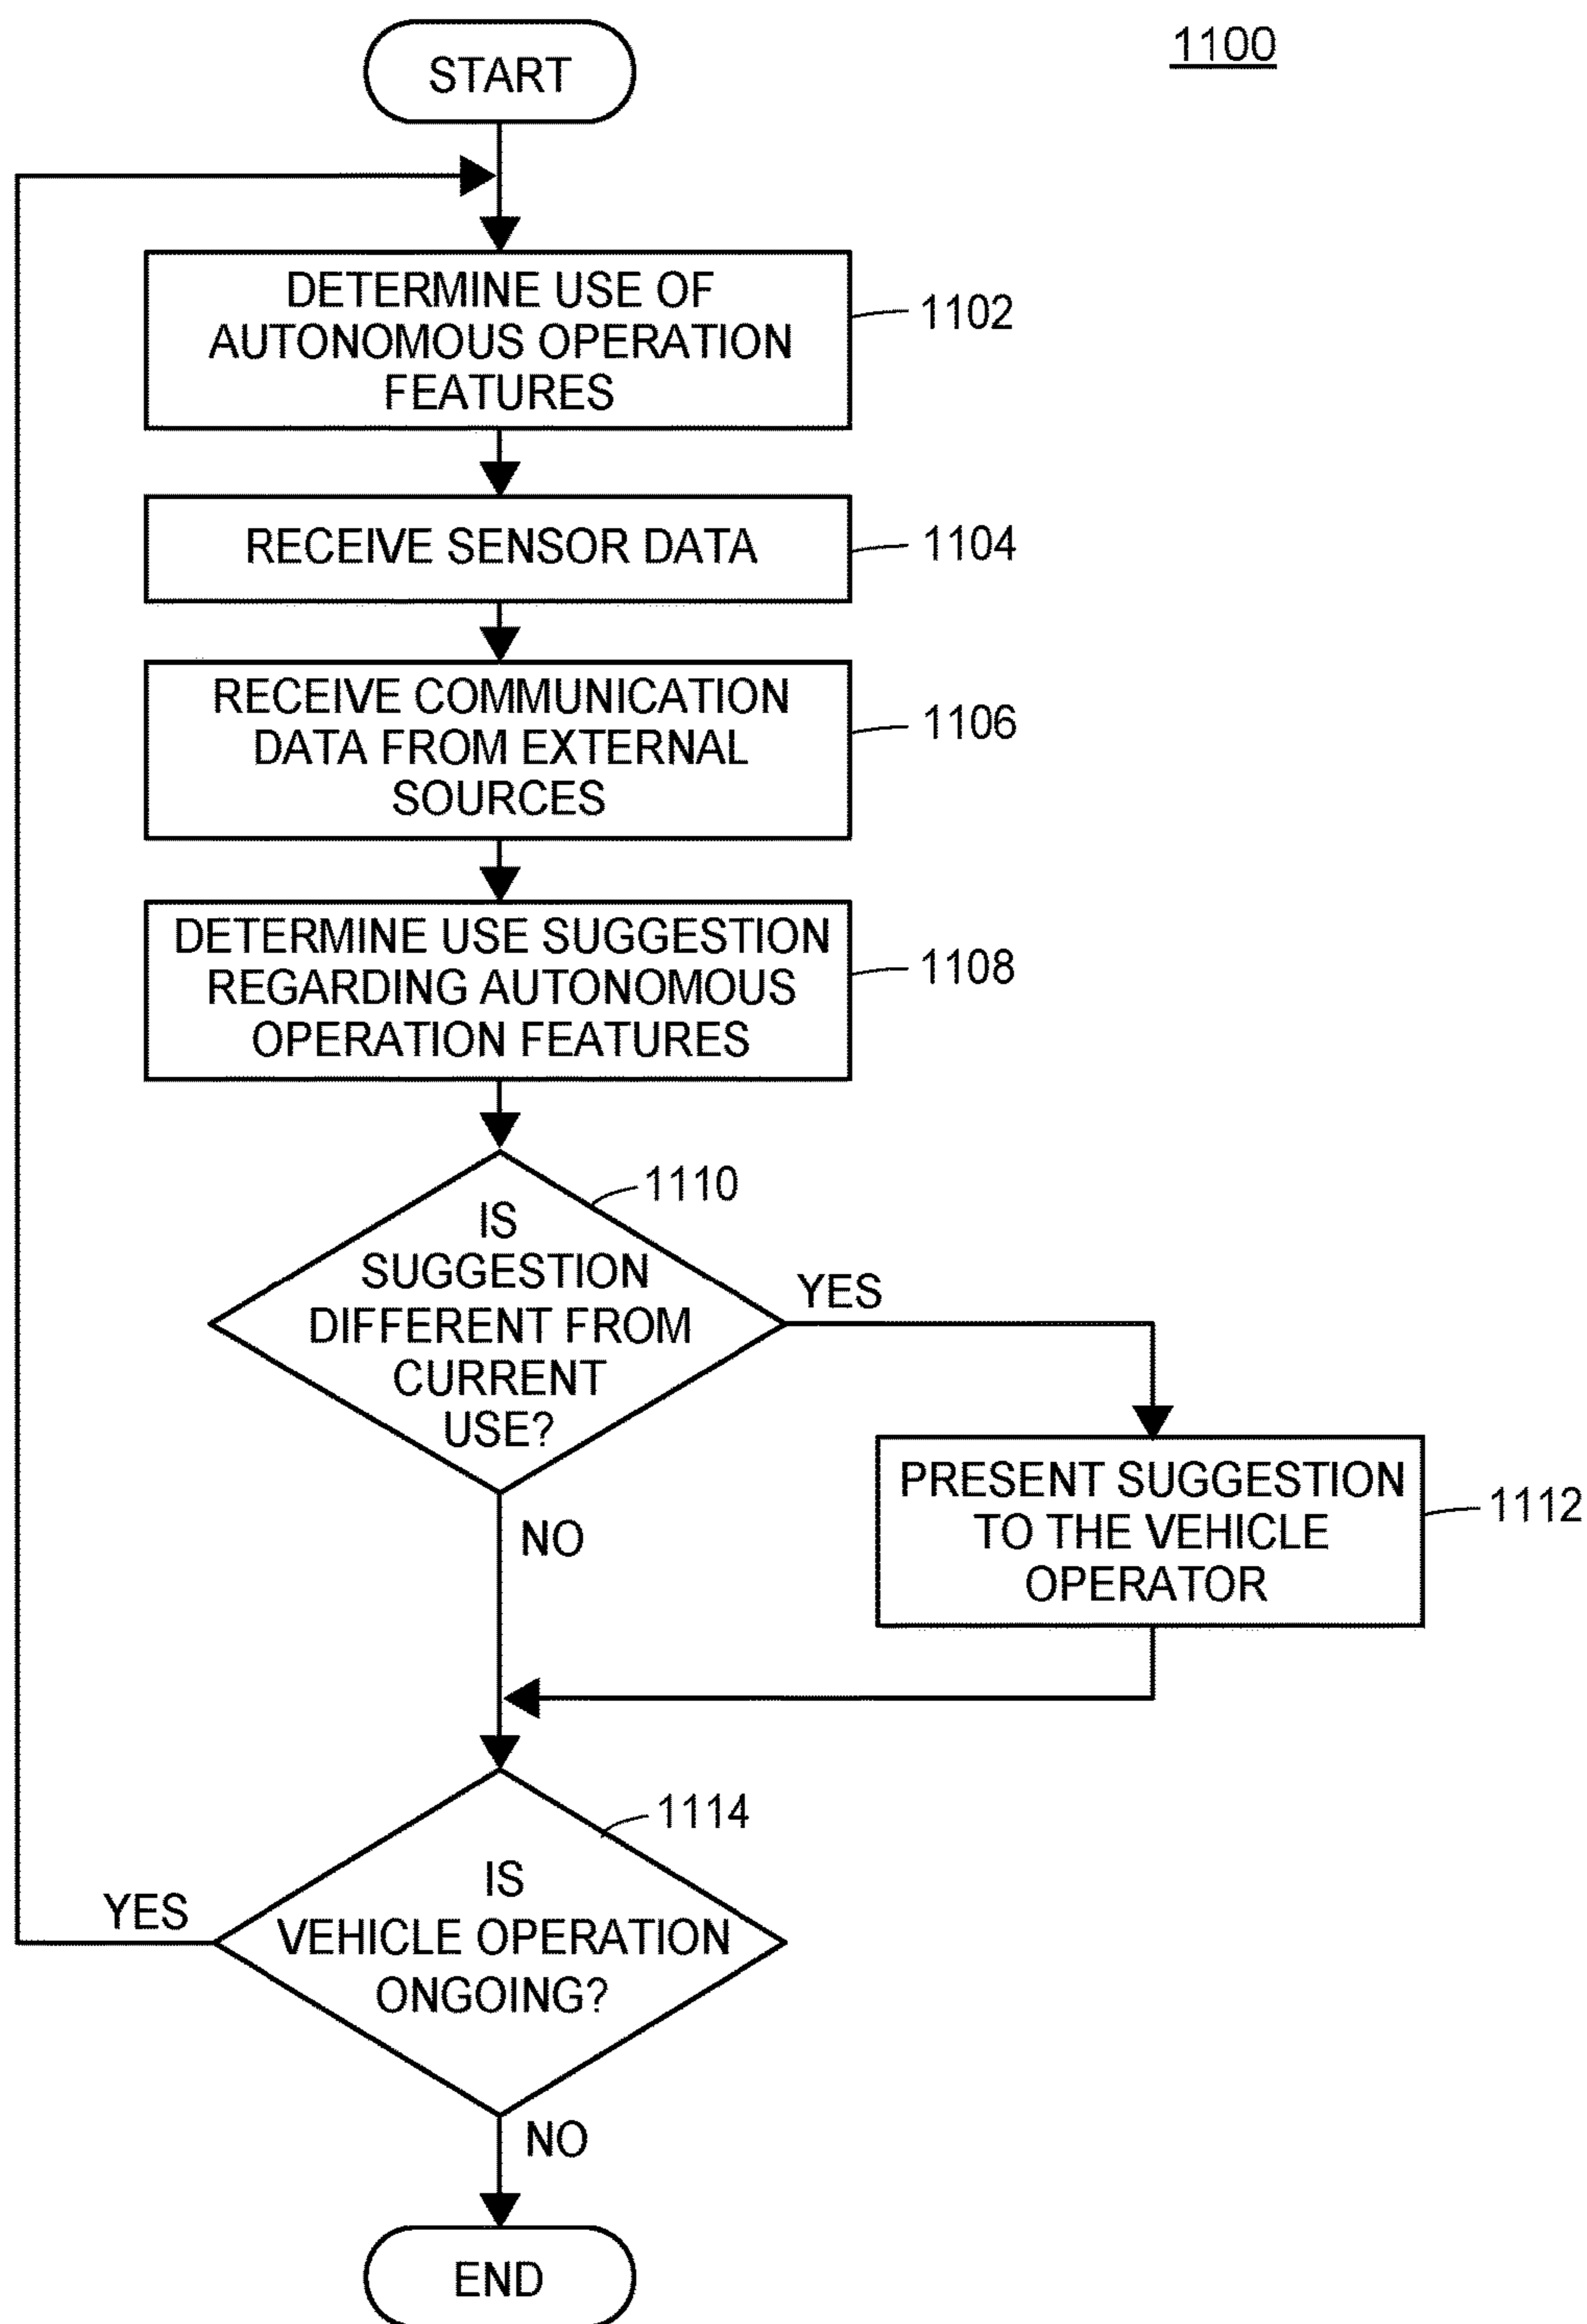 1100
START
DETERMINE USE OF
AUTONOMOUS OPERATION
FEATURES
1102
RECEIVE SENSOR DATA
1104
RECEIVE COMMUNICATION
DATA FROM EXTERNAL
SOURCES
1106
DETERMINE USE SUGGESTION
REGARDING AUTONOMOUS
OPERATION FEATURES
1108
1110
IS
SUGGESTION
DIFFERENT FROM
CURRENT
USE?
YES
NO
PRESENT SUGGESTION
TO THE VEHICLE
OPERATOR
1112
1114
IS
VEHICLE OPERATION
ONGOING?
YES
NO
END